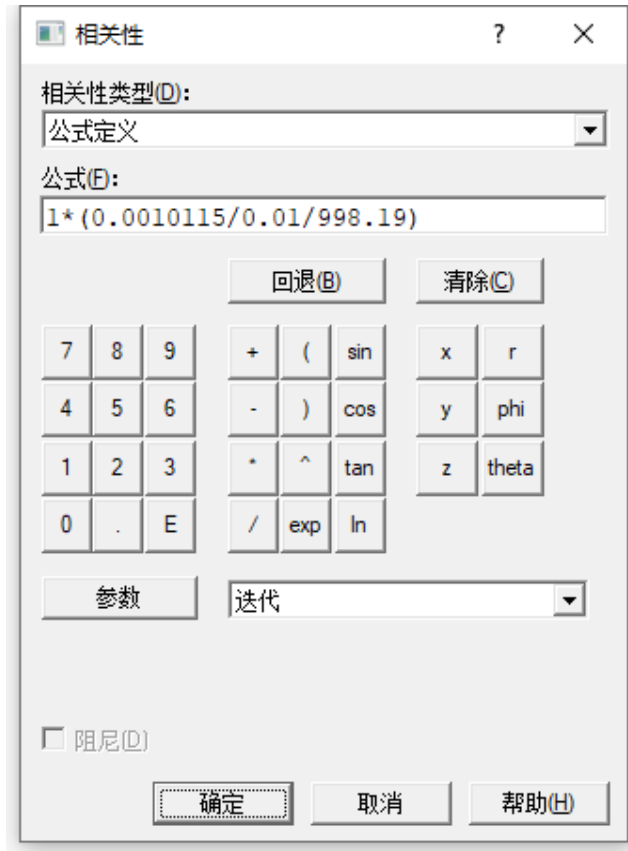 相关性 ? ×
相关性类型(D):
公式定义
公式(F):
1*(0.0010115/0.01/998.19)
回退(B) 清除(C)
7 8 9 + ( sin x r
4 5 6 - ) cos y phi
1 2 3 * ^ tan z theta
0 . E / exp ln
参数 迭代
阻尼(D)
确定 取消 帮助(H)